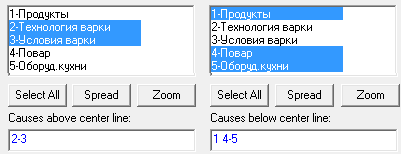 1-Продукты
2-Технология варки
3-Условия варки
4-Повар
5-Оборуд.кухни
Select All Spread Zoom
Causes above center line:
2-3
1-Продукты
2-Технология варки
3-Условия варки
4-Повар
5-Оборуд.кухни
Select All Spread Zoom
Causes below center line:
1 4-5